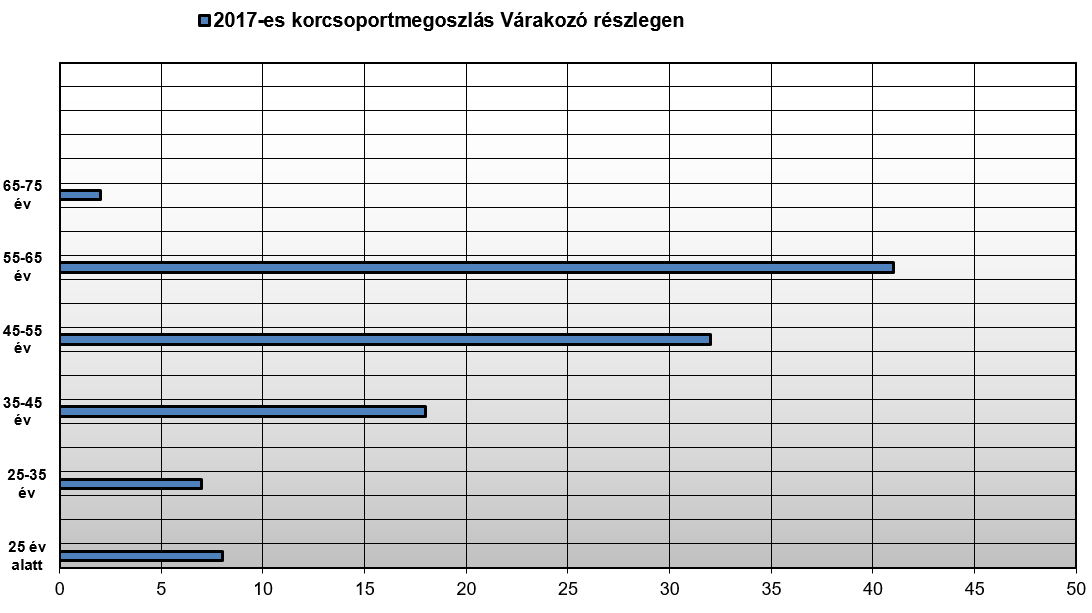 2017-es korcsoportmegoszlás Várakozó részlegen
65-75
év
55-65
év
45-55
év
35-45
év
25-35
év
25 év
alatt
0 5 10 15 20 25 30 35 40 45 50